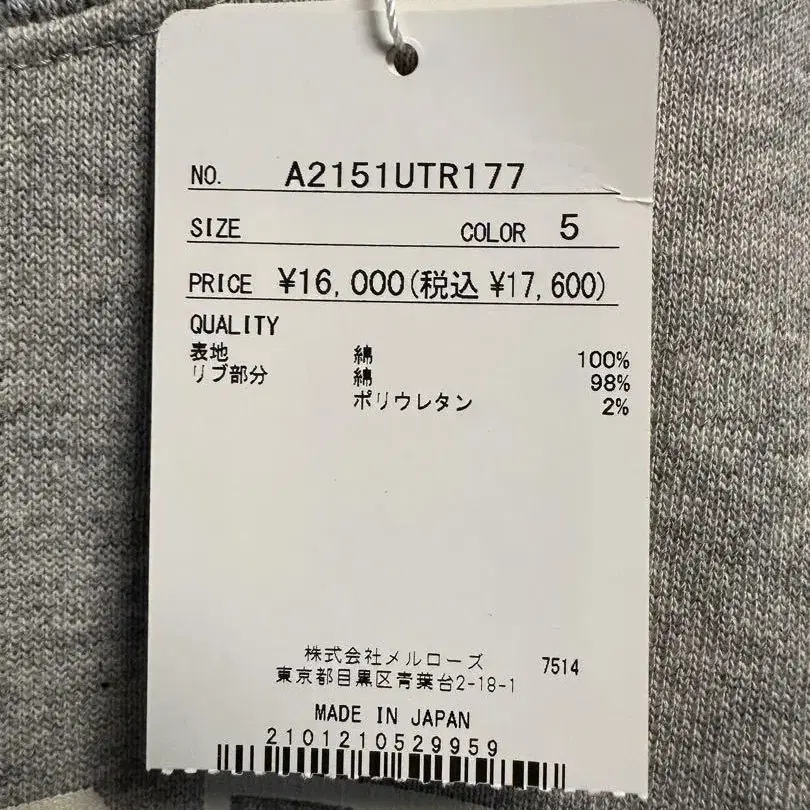 NO. A2151UTR177
SIZE COLOR 5
PRICE ¥16,000(税込 ¥17,600)
QUALITY
表地 綿 100%
リブ部分 綿 98%
ポリウレタン 2%
株式会社メルローズ 7514
東京都目黒区青葉台2-18-1
MADE IN JAPAN
2101210529959